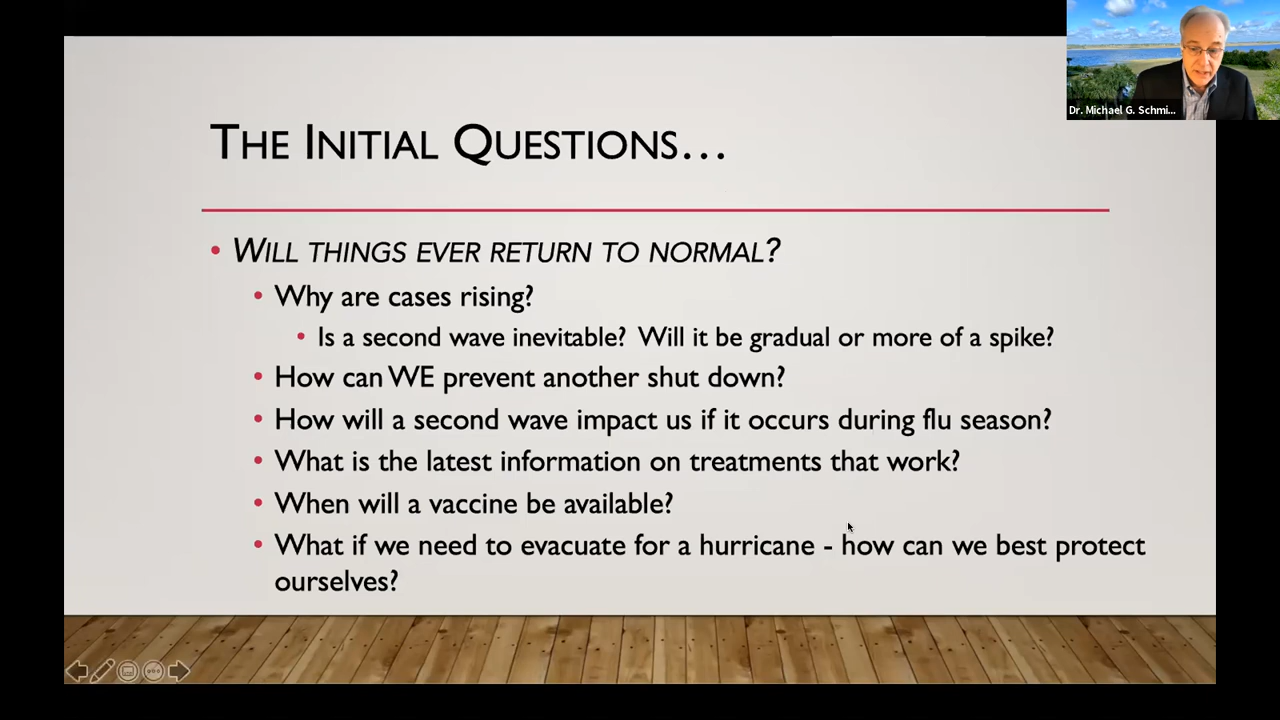 Dr. Michael G. Schmi...
THE INITIAL QUESTIONS...
• WILL THINGS EVER RETURN TO NORMAL?
• Why are cases rising?
• Is a second wave inevitable? Will it be gradual or more of a spike?
• How can WE prevent another shut down?
• How will a second wave impact us if it occurs during flu season?
• What is the latest information on treatments that work?
• When will a vaccine be available?
• What if we need to evacuate for a hurricane - how can we best protect
ourselves?